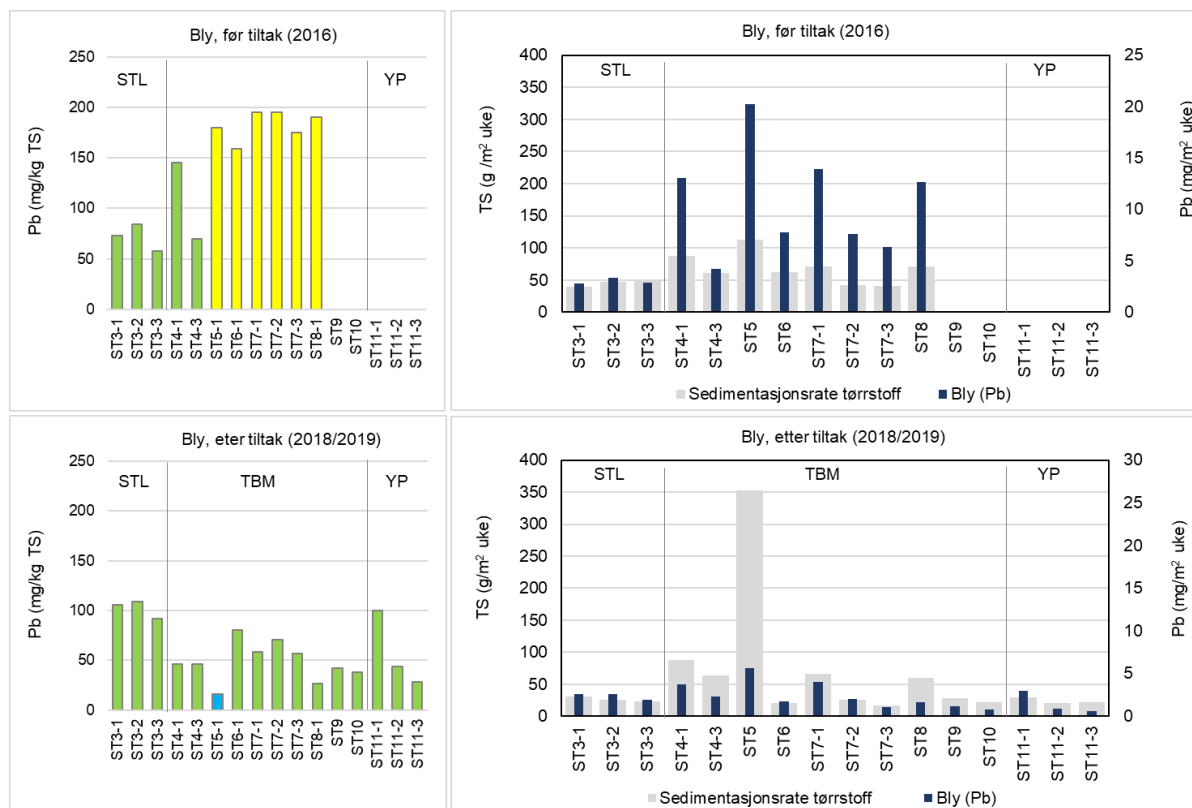 Bly, før tiltak (2016)
250
200
150
100
50
0
Pb (mg/kg TS)
STL
YP
ST3-1
ST3-2
ST3-3
ST4-1
ST4-3
ST5-1
ST6-1
ST7-1
ST7-2
ST7-3
ST8-1
ST9
ST10
ST11-1
ST11-2
ST11-3
Bly, før tiltak (2016)
400
350
300
250
200
150
100
50
0
TS (g /m² uke)
STL
YP
25
20
15
10
5
0
Pb (mg/m² uke)
ST3-1
ST3-2
ST3-3
ST4-1
ST4-3
ST5
ST6
ST7-1
ST7-2
ST7-3
ST8
ST9
ST10
ST11-1
ST11-2
ST11-3
Sedimentasjonsrate tørrstoff
Bly (Pb)
Bly, eter tiltak (2018/2019)
250
200
150
100
50
0
Pb (mg/kg TS)
STL
TBM
YP
ST3-1
ST3-2
ST3-3
ST4-1
ST4-3
ST5-1
ST6-1
ST7-1
ST7-2
ST7-3
ST8-1
ST9
ST10
ST11-1
ST11-2
ST11-3
Bly, etter tiltak (2018/2019)
400
350
300
250
200
150
100
50
0
TS (g/m² uke)
STL
TBM
YP
30
25
20
15
10
5
0
Pb (mg/m² uke)
ST3-1
ST3-2
ST3-3
ST4-1
ST4-3
ST5
ST6
ST7-1
ST7-2
ST7-3
ST8
ST9
ST10
ST11-1
ST11-2
ST11-3
Sedimentasjonsrate tørrstoff
Bly (Pb)